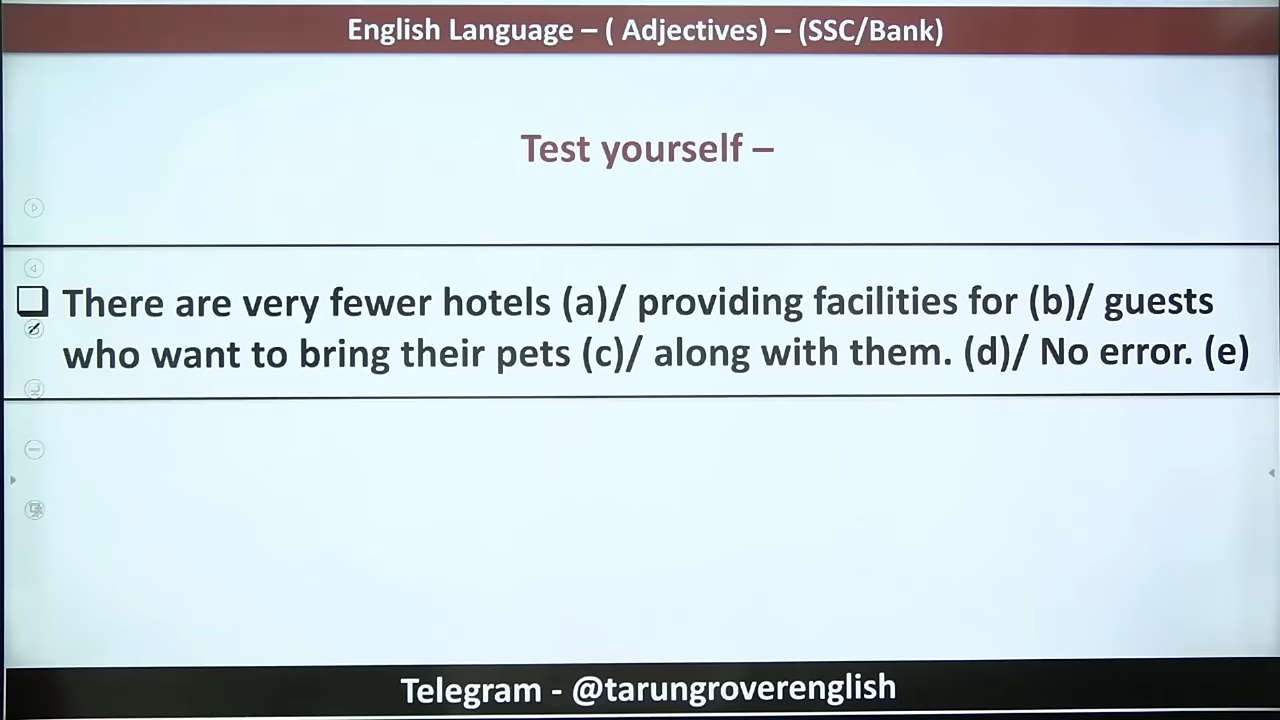 English Language – ( Adjectives) – (SSC/Bank)
Test yourself –
❑ There are very fewer hotels (a)/ providing facilities for (b)/ guests
who want to bring their pets (c)/ along with them. (d)/ No error. (e)
Telegram - @tarungroverenglish